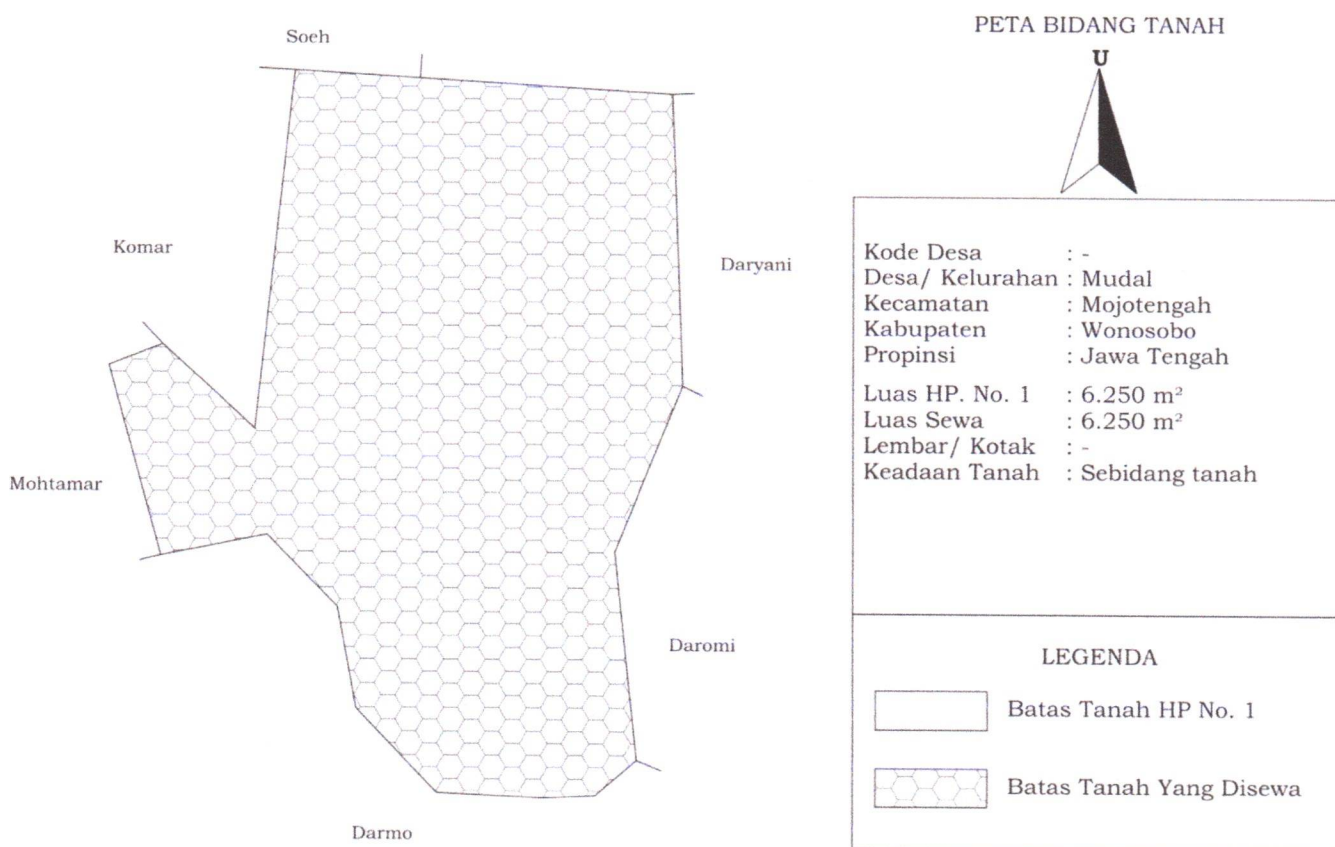 PETA BIDANG TANAH
U
Soeh
Komar
Daryani
Mohtamar
Daromi
Darmo
Kode Desa : -
Desa/ Kelurahan : Mudal
Kecamatan : Mojotengah
Kabupaten : Wonosobo
Propinsi : Jawa Tengah
Luas HP. No. 1 : 6.250 m²
Luas Sewa : 6.250 m²
Lembar/ Kotak : -
Keadaan Tanah : Sebidang tanah
LEGENDA
Batas Tanah HP No. 1
Batas Tanah Yang Disewa